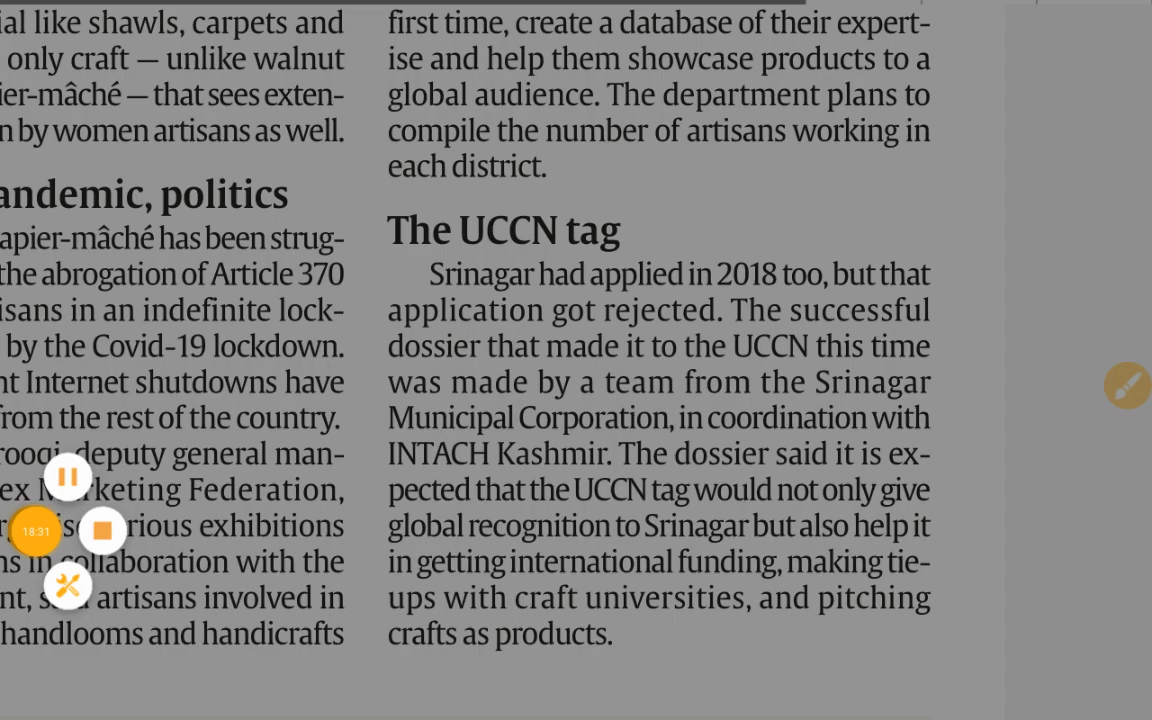 ial like shawls, carpets and
only craft — unlike walnut
ier-mâché — that sees exten-
n by women artisans as well.
andemic, politics
apier-mâché has been strug-
the abrogation of Article 370
isans in an indefinite lock-
by the Covid-19 lockdown.
nt Internet shutdowns have
from the rest of the country.
rooqi, deputy general man-
ex Marketing Federation,
rious exhibitions
ns in collaboration with the
nt, artisans involved in
handlooms and handicrafts
18:31
first time, create a database of their expert-
ise and help them showcase products to a
global audience. The department plans to
compile the number of artisans working in
each district.
The UCCN tag
Srinagar had applied in 2018 too, but that
application got rejected. The successful
dossier that made it to the UCCN this time
was made by a team from the Srinagar
Municipal Corporation, in coordination with
INTACH Kashmir. The dossier said it is ex-
pected that the UCCN tag would not only give
global recognition to Srinagar but also help it
in getting international funding, making tie-
ups with craft universities, and pitching
crafts as products.